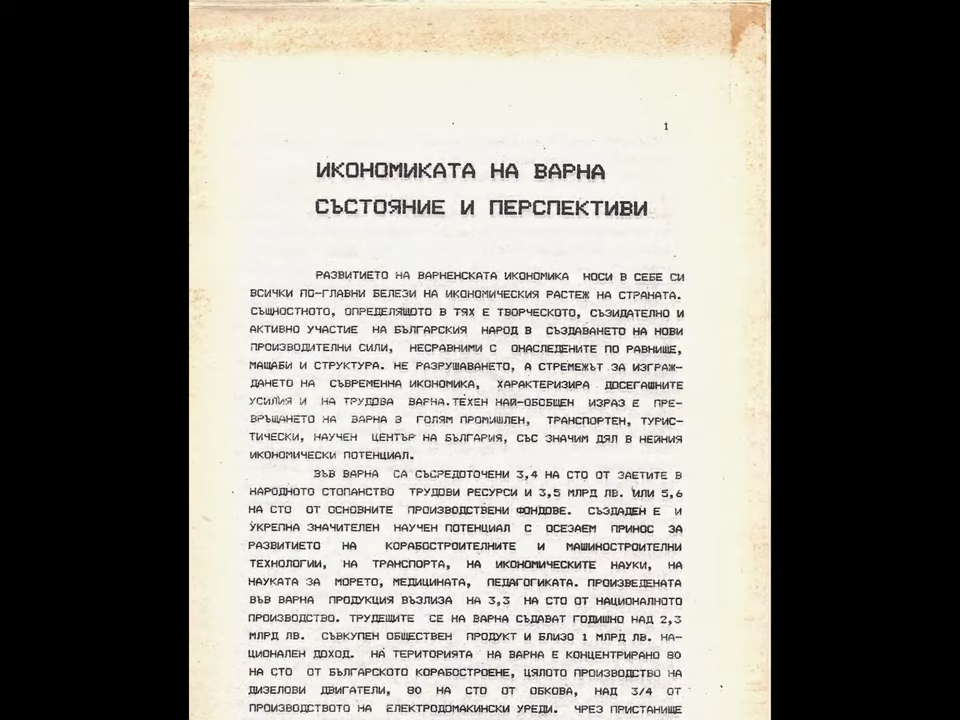 1
ИКОНОМИКАТА НА ВАРНА
СЪСТОЯНИЕ И ПЕРСПЕКТИВИ
РАЗВИТИЕТО НА ВАРНЕНСКАТА ИКОНОМИКА НОСИ В СЕБЕ СИ
ВСИЧКИ ПО-ГЛАВНИ БЕЛЕЗИ НА ИКОНОМИЧЕСКИЯ РАСТЕЖ НА СТРАНАТА.
СЪЩНОСТНОТО, ОПРЕДЕЛЯЩОТО В ТЯХ Е ТВОРЧЕСКОТО, СЪЗИДАТЕЛНО И
АКТИВНО УЧАСТИЕ НА БЪЛГАРСКИЯ НАРОД В СЪЗДАВАНЕТО НА НОВИ
ПРОИЗВОДИТЕЛНИ СИЛИ, НЕСРАВНИМИ С ОНАСЛЕДЕНИТЕ ПО РАВНИЩЕ,
МАЩАБИ И СТРУКТУРА. НЕ РАЗРУШАВАНЕТО, А СТРЕМЕЖЪТ ЗА ИЗГРАЖ-
ДАНЕТО НА СЪВРЕМЕННА ИКОНОМИКА, ХАРАКТЕРИЗИРА ДОСЕГАШНИТЕ
УСИЛИЯ И НА ТРУДОВА ВАРНА.ТЕХЕН НАЙ-ОБОБЩЕН ИЗРАЗ Е ПРЕ-
ВРЪЩАНЕТО НА ВАРНА В ГОЛЯМ ПРОМИШЛЕН, ТРАНСПОРТЕН, ТУРИС-
ТИЧЕСКИ, НАУЧЕН ЦЕНТЪР НА БЪЛГАРИЯ, СЪС ЗНАЧИМ ДЯЛ В НЕЙНИЯ
ИКОНОМИЧЕСКИ ПОТЕНЦИАЛ.
ВЪВ ВАРНА СА СЪСРЕДОТОЧЕНИ 3,4 НА СТО ОТ ЗАЕТИТЕ В
НАРОДНОТО СТОПАНСТВО ТРУДОВИ РЕСУРСИ И 3,5 МЛРД ЛВ. ИЛИ 5,6
НА СТО ОТ ОСНОВНИТЕ ПРОИЗВОДСТВЕНИ ФОНДОВЕ. СЪЗДАДЕН Е И
УКРЕПНА ЗНАЧИТЕЛЕН НАУЧЕН ПОТЕНЦИАЛ С ОСЕЗАЕМ ПРИНОС ЗА
РАЗВИТИЕТО НА КОРАБОСТРОИТЕЛНИТЕ И МАШИНОСТРОИТЕЛНИ
ТЕХНОЛОГИИ, НА ТРАНСПОРТА, НА ИКОНОМИЧЕСКИТЕ НАУКИ, НА
НАУКАТА ЗА МОРЕТО, МЕДИЦИНАТА, ПЕДАГОГИКАТА. ПРОИЗВЕДЕНАТА
ВЪВ ВАРНА ПРОДУКЦИЯ ВЪЗЛИЗА НА 3,3 НА СТО ОТ НАЦИОНАЛНОТО
ПРОИЗВОДСТВО. ТРУДЕЩИТЕ СЕ НА ВАРНА СЪДАВАТ ГОДИШНО НАД 2,3
МЛРД ЛВ. СЪВКУПЕН ОБЩЕСТВЕН ПРОДУКТ И БЛИЗО 1 МЛРД ЛВ. НА-
ЦИОНАЛЕН ДОХОД. НА ТЕРИТОРИЯТА НА ВАРНА Е КОНЦЕНТРИРАНО 80
НА СТО ОТ БЪЛГАРСКОТО КОРАБОСТРОЕНЕ, ЦЯЛОТО ПРОИЗВОДСТВО НА
ДИЗЕЛОВИ ДВИГАТЕЛИ, 80 НА СТО ОТ ОБКОВА, НАД 3/4 ОТ
ПРОИЗВОДСТВОТО НА ЕЛЕКТРОДОМАКИНСКИ УРЕДИ. ЧРЕЗ ПРИСТАНИЩЕ